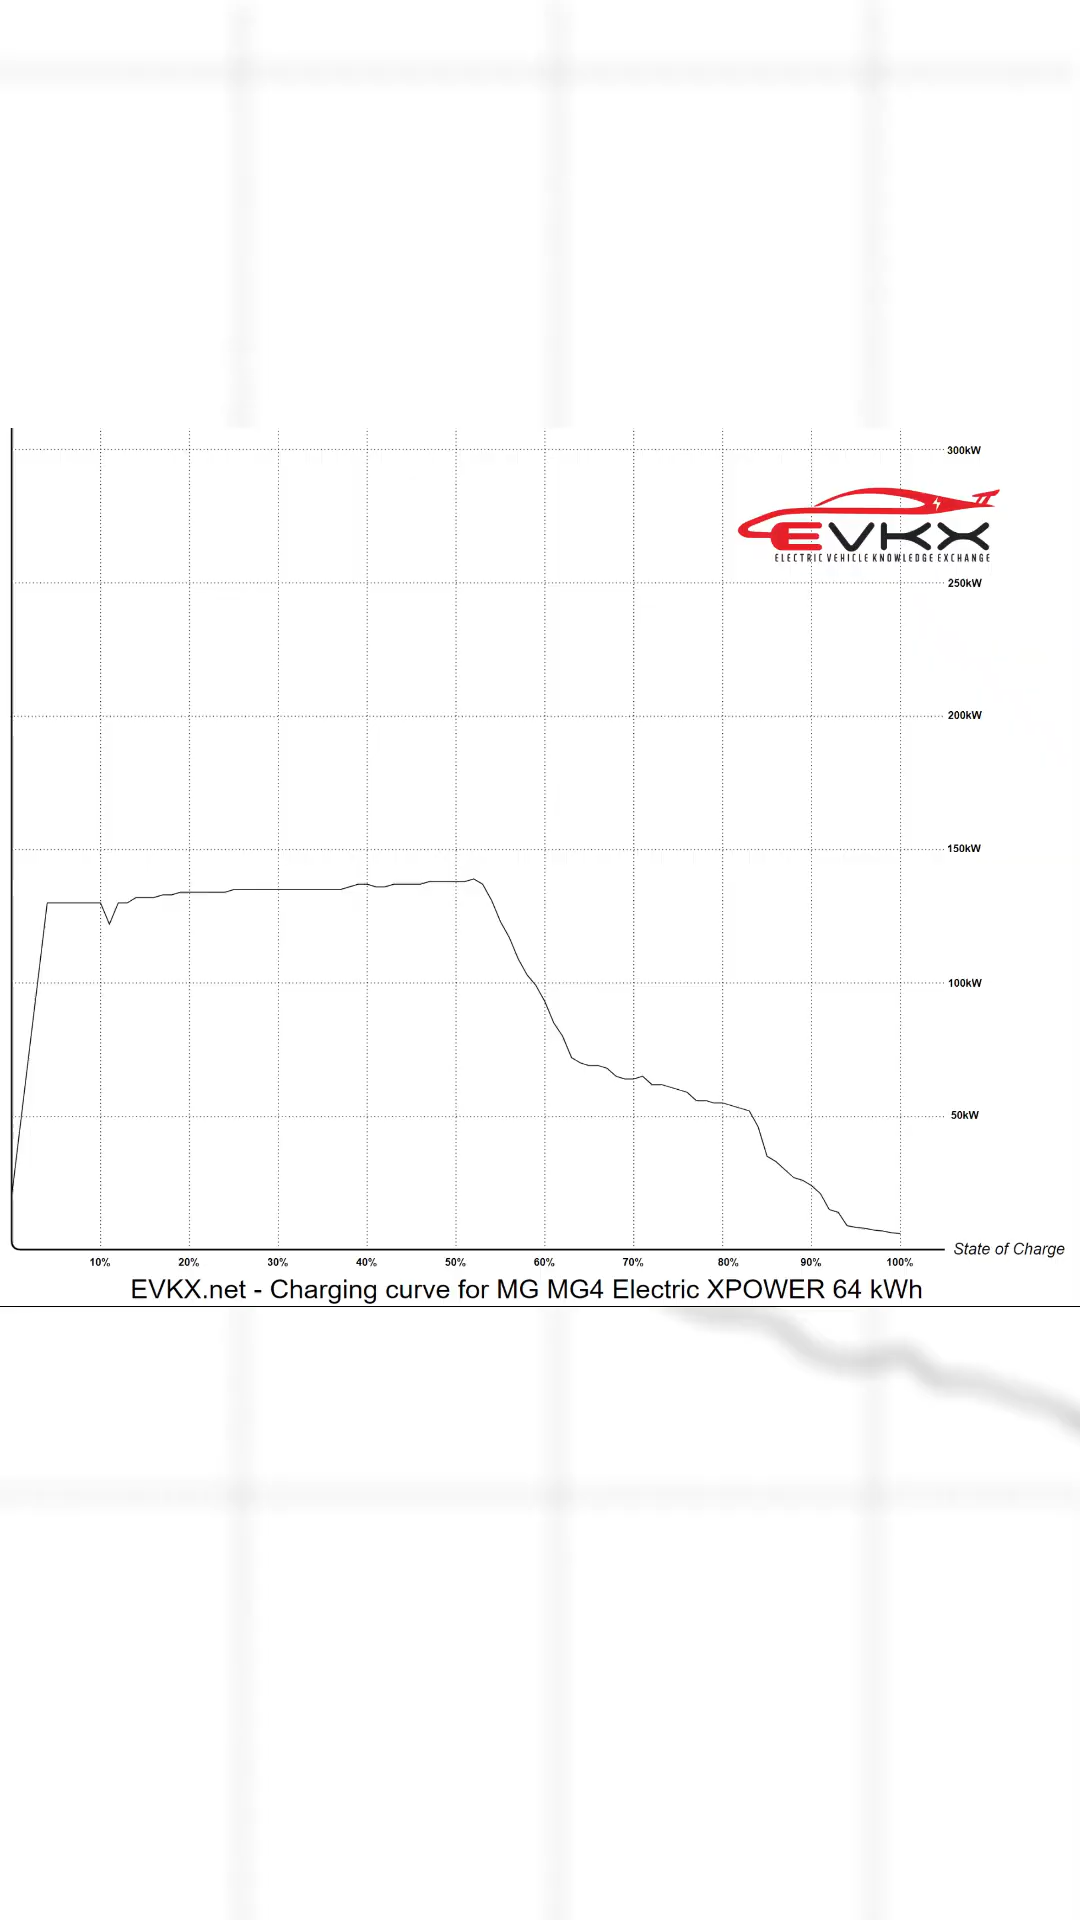 300kW
EVKX
ELECTRIC VEHICLE KNOWLEDGE EXCHANGE
250kW
200kW
150kW
100kW
50kW
State of Charge
10% 20% 30% 40% 50% 60% 70% 80% 90% 100%
EVKX.net - Charging curve for MG MG4 Electric XPOWER 64 kWh